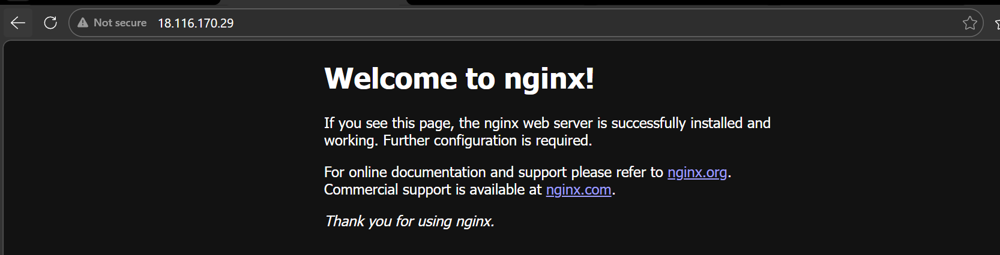 Not secure 18.116.170.29
Welcome to nginx!
If you see this page, the nginx web server is successfully installed and
working. Further configuration is required.
For online documentation and support please refer to nginx.org.
Commercial support is available at nginx.com.
Thank you for using nginx.